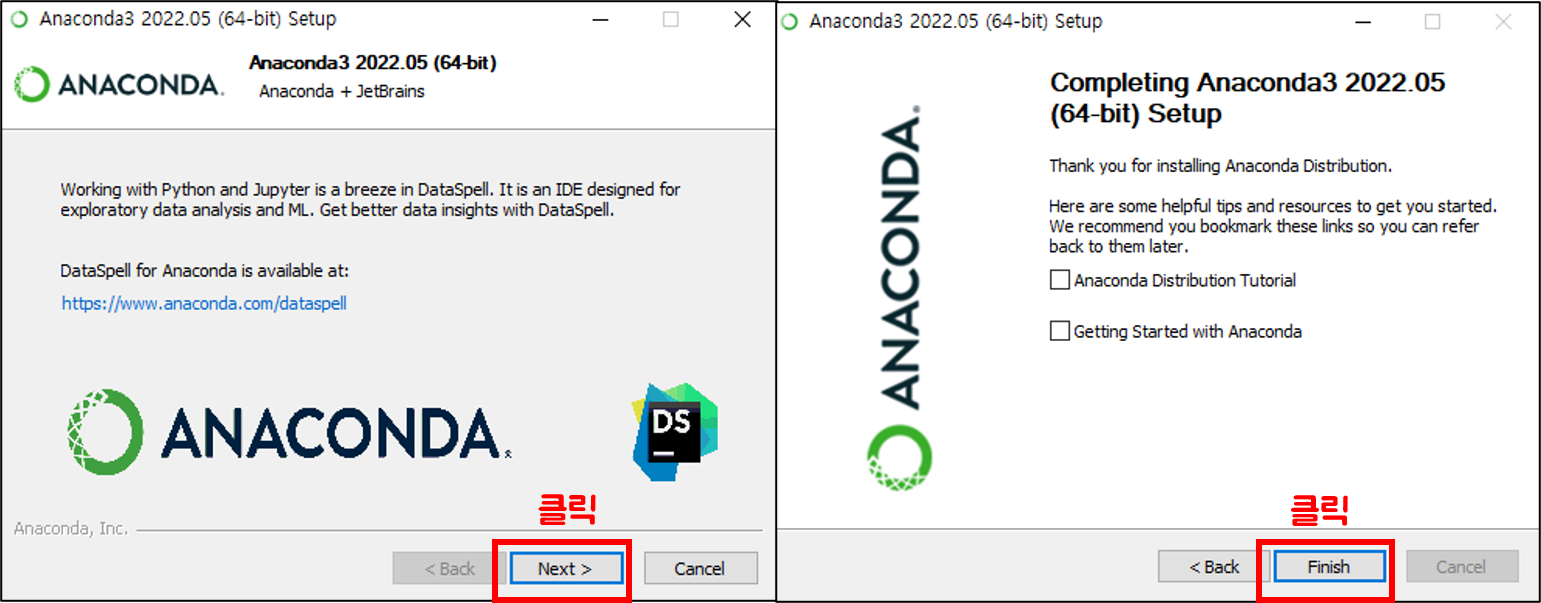 Anaconda3 2022.05 (64-bit) Setup
ANACONDA.
Anaconda3 2022.05 (64-bit)
Anaconda + JetBrains
Working with Python and Jupyter is a breeze in DataSpell. It is an IDE designed for
exploratory data analysis and ML. Get better data insights with DataSpell.
DataSpell for Anaconda is available at:
https://www.anaconda.com/dataspell
ANACONDA.
DS
클릭
Anaconda, Inc.
< Back
Next >
Cancel
Anaconda3 2022.05 (64-bit) Setup
ANACONDA.
Completing Anaconda3 2022.05
(64-bit) Setup
Thank you for installing Anaconda Distribution.
Here are some helpful tips and resources to get you started.
We recommend you bookmark these links so you can refer
back to them later.
Anaconda Distribution Tutorial
Getting Started with Anaconda
클릭
< Back
Finish
Cancel